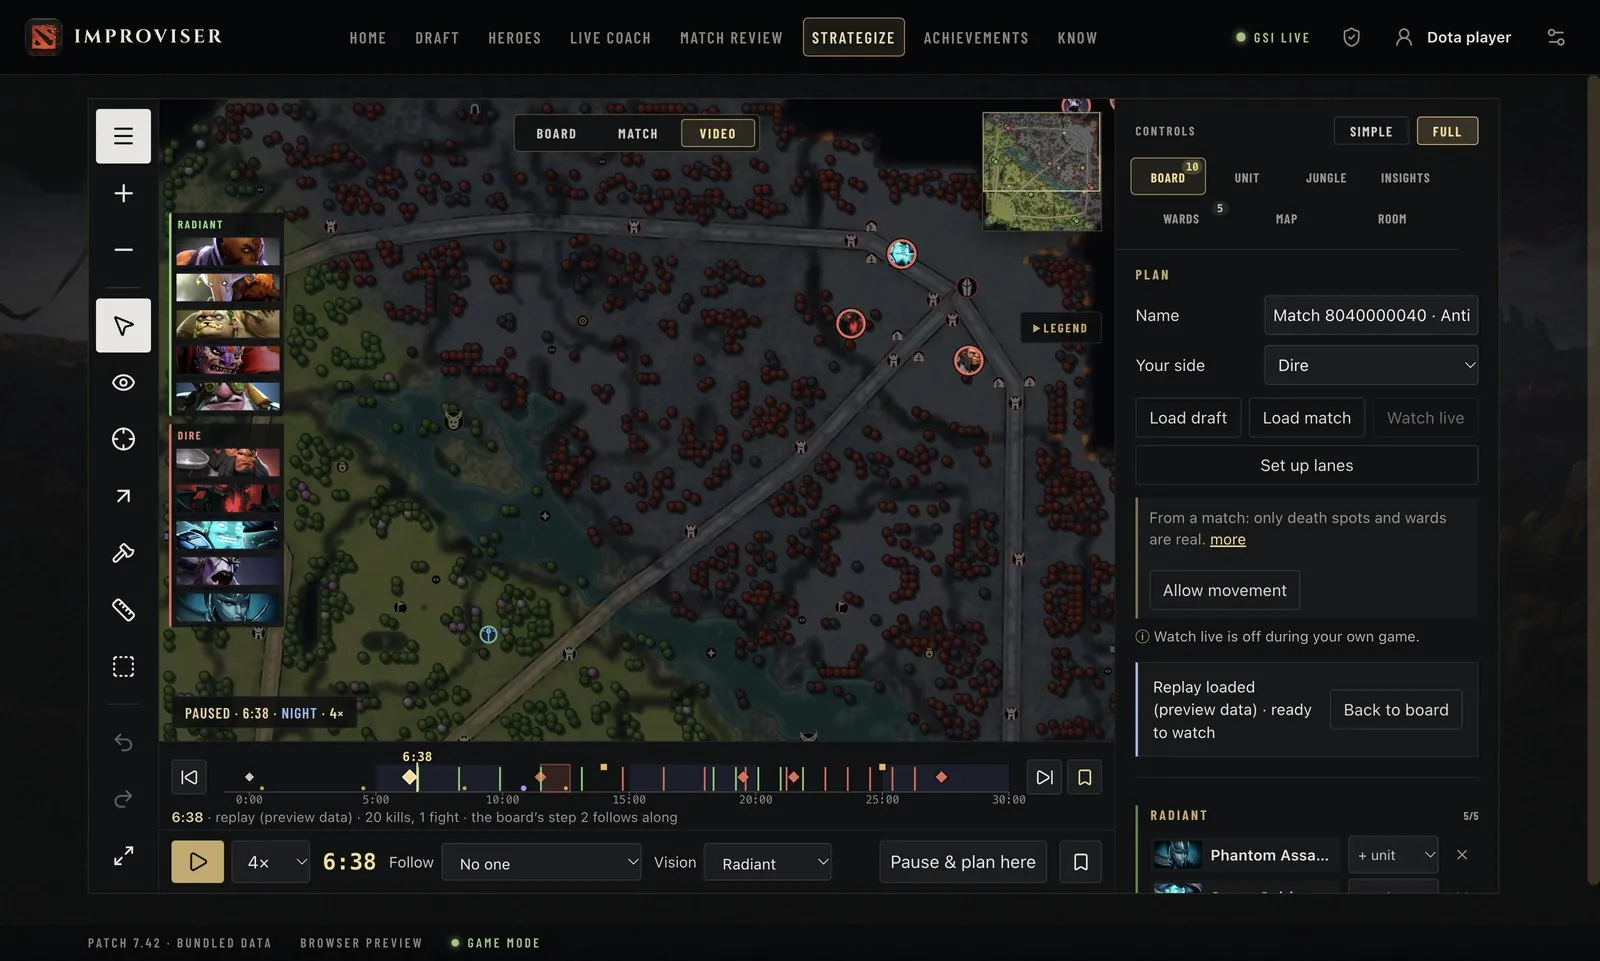 IMPROVISER
HOME DRAFT HEROES LIVE COACH MATCH REVIEW STRATEGIZE ACHIEVEMENTS KNOW
GSI LIVE
Dota player
BOARD MATCH VIDEO
RADIANT
DIRE
LEGEND
PAUSED · 6:38 · NIGHT · 4×
CONTROLS
SIMPLE FULL
BOARD 10 UNIT JUNGLE INSIGHTS
WARDS 5 MAP ROOM
PLAN
Name Match 8040000040 · Anti
Your side Dire
Load draft Load match Watch live
Set up lanes
From a match: only death spots and wards
are real. more
Allow movement
Watch live is off during your own game.
Replay loaded
(preview data) · ready
to watch
Back to board
RADIANT 5/5
Phantom Assa... + unit
6:38
0:00 5:00 10:00 15:00 20:00 25:00 30:00
6:38 · replay (preview data) · 20 kills, 1 fight · the board's step 2 follows along
4× 6:38 Follow No one Vision Radiant Pause & plan here
PATCH 7.42 · BUNDLED DATA BROWSER PREVIEW GAME MODE